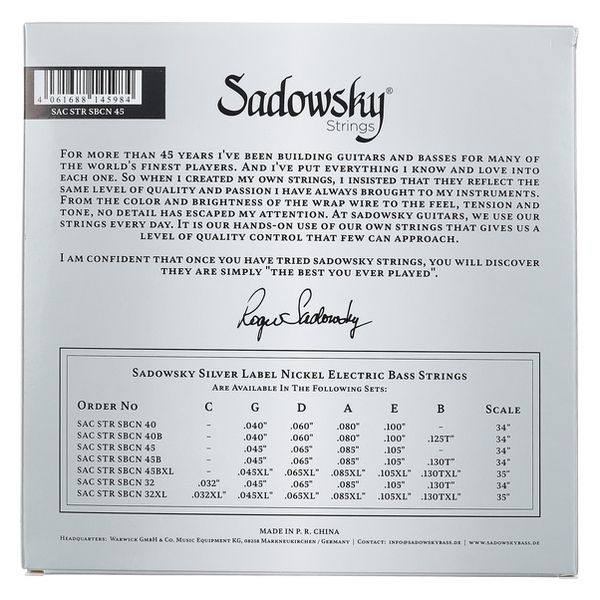 4 061688 145984
SAC STR SBCN 45
Sadowsky®
Strings
FOR MORE THAN 45 YEARS I'VE BEEN BUILDING GUITARS AND BASSES FOR MANY OF
THE WORLD'S FINEST PLAYERS. AND I'VE PUT EVERYTHING I KNOW AND LOVE INTO
EACH ONE. SO WHEN I CREATED MY OWN STRINGS, I INSISTED THAT THEY REFLECT THE
SAME LEVEL OF QUALITY AND PASSION I HAVE ALWAYS BROUGHT TO MY INSTRUMENTS.
FROM THE COLOR AND BRIGHTNESS OF THE WRAP WIRE TO THE FEEL, TENSION AND
TONE, NO DETAIL HAS ESCAPED MY ATTENTION. AT SADOWSKY GUITARS, WE USE OUR
STRINGS EVERY DAY. IT IS OUR HANDS-ON USE OF OUR OWN STRINGS THAT GIVES US A
LEVEL OF QUALITY CONTROL THAT FEW CAN APPROACH.
I AM CONFIDENT THAT ONCE YOU HAVE TRIED SADOWSKY STRINGS, YOU WILL DISCOVER
THEY ARE SIMPLY "THE BEST YOU EVER PLAYED".
Roger Sadowsky
SADOWSKY SILVER LABEL NICKEL ELECTRIC BASS STRINGS
ARE AVAILABLE IN THE FOLLOWING SETS:
ORDER NO C G D A E B SCALE
SAC STR SBCN 40 – .040" .060" .080" .100" – 34"
SAC STR SBCN 40B – .040" .060" .080" .100" .125T" 34"
SAC STR SBCN 45 – .045" .065" .085" .105" – 34"
SAC STR SBCN 45B – .045" .065" .085" .105" .130T" 34"
SAC STR SBCN 45BXL – .045XL" .065XL" .085XL" .105XL" .130TXL" 35"
SAC STR SBCN 32 .032" .045" .065" .085" .105" .130T" 34"
SAC STR SBCN 32XL .032XL" .045XL" .065XL" .085XL" .105XL" .130TXL" 35"
MADE IN P. R. CHINA
HEADQUARTERS: WARWICK GMBH & CO. MUSIC EQUIPMENT KG, 08258 MARKNEUKIRCHEN / GERMANY | CONTACT: INFO@SADOWSKYBASS.DE | WWW.SADOWSKYBASS.DE